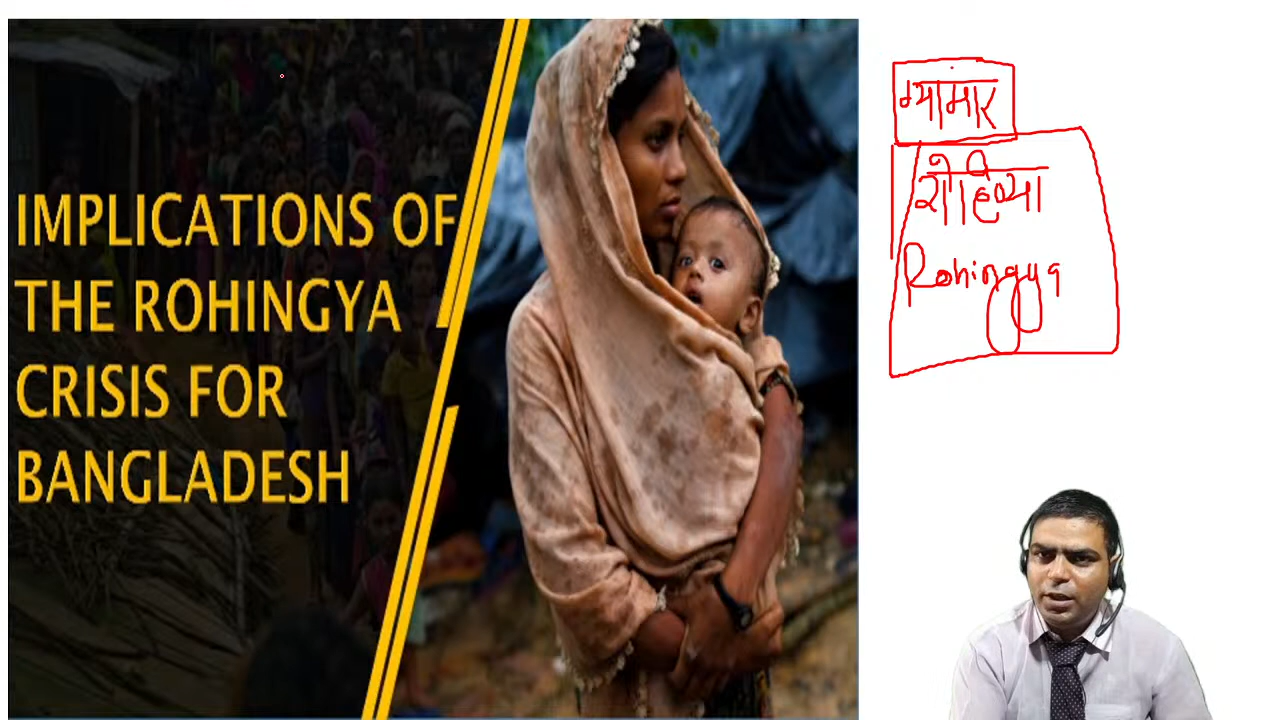 IMPLICATIONS OF
THE ROHINGYA
CRISIS FOR
BANGLADESH
म्यामार
रोहिंग्या
Rohingya